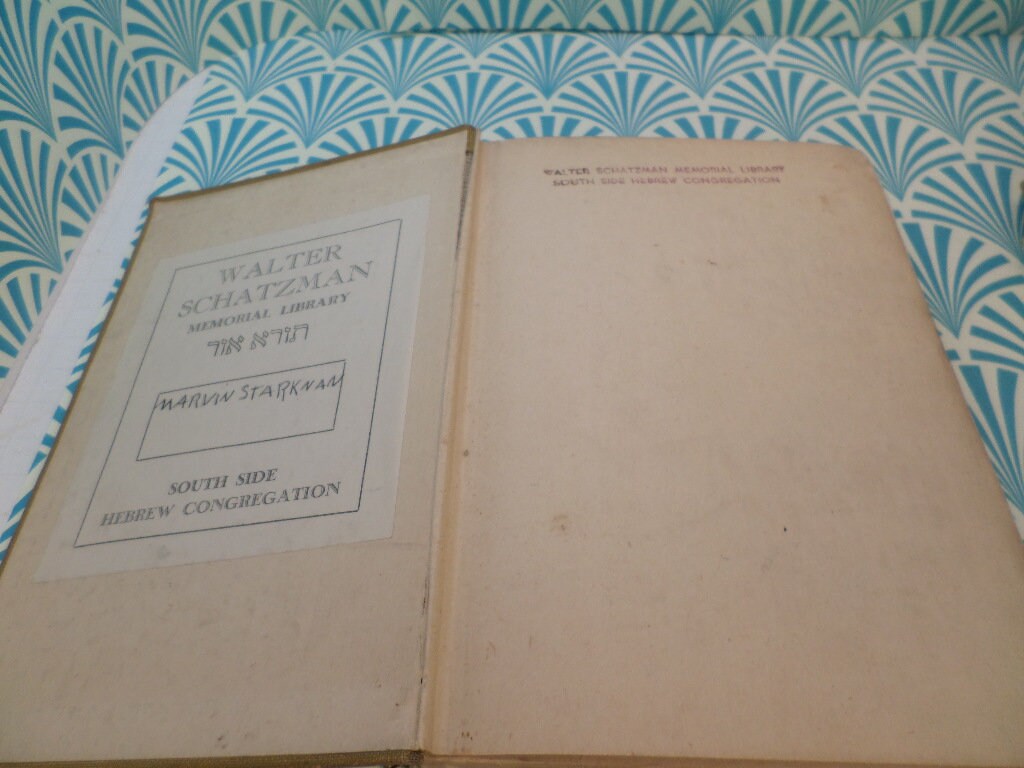 WALTER
SCHATZMAN
MEMORIAL LIBRARY
תורא אור
MARVIN STARKMAN
SOUTH SIDE
HEBREW CONGREGATION
WALTER SCHATZMAN MEMORIAL LIBRARY
SOUTH SIDE HEBREW CONGREGATION